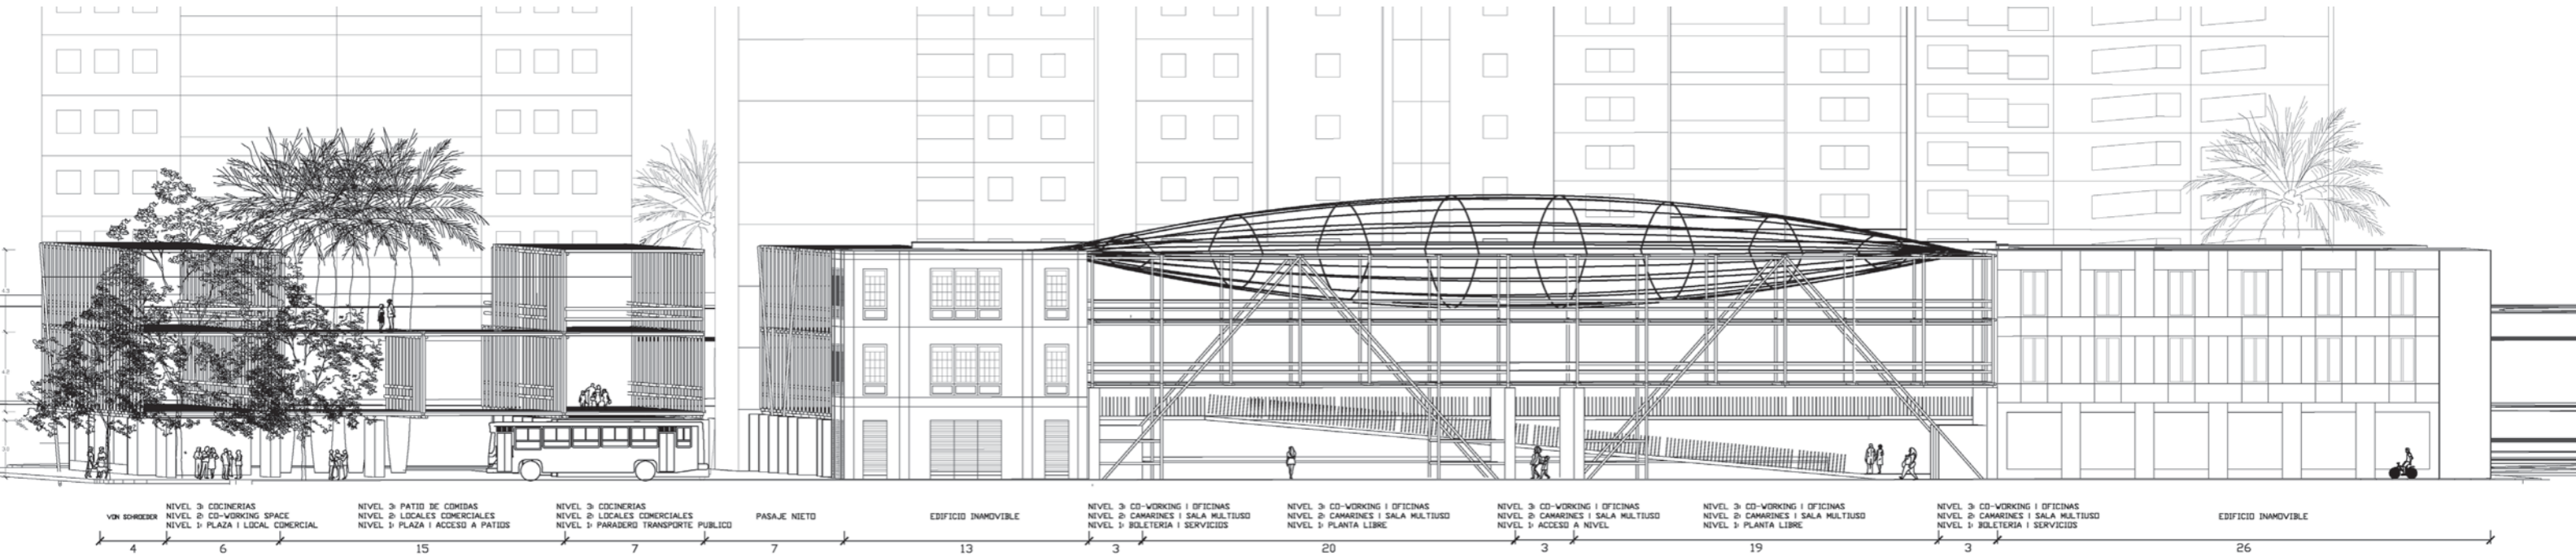 VON SCHROEDER
NIVEL 3: COCINERIAS
NIVEL 2: CO-WORKING SPACE
NIVEL 1: PLAZA | LOCAL COMERCIAL
NIVEL 3: PATIO DE COMIDAS
NIVEL 2: LOCALES COMERCIALES
NIVEL 1: PLAZA | ACCESO A PATIOS
NIVEL 3: COCINERIAS
NIVEL 2: LOCALES COMERCIALES
NIVEL 1: PARADERO TRANSPORTE PUBLICO
PASAJE NIETO
EDIFICIO INAMOVIBLE
NIVEL 3: CO-WORKING | OFICINAS
NIVEL 2: CAMARINES | SALA MULTIUSO
NIVEL 1: BOLETERIA | SERVICIOS
NIVEL 3: CO-WORKING | OFICINAS
NIVEL 2: CAMARINES | SALA MULTIUSO
NIVEL 1: PLANTA LIBRE
NIVEL 3: CO-WORKING | OFICINAS
NIVEL 2: CAMARINES | SALA MULTIUSO
NIVEL 1: ACCESO A NIVEL
NIVEL 3: CO-WORKING | OFICINAS
NIVEL 2: CAMARINES | SALA MULTIUSO
NIVEL 1: PLANTA LIBRE
NIVEL 3: CO-WORKING | OFICINAS
NIVEL 2: CAMARINES | SALA MULTIUSO
NIVEL 1: BOLETERIA | SERVICIOS
EDIFICIO INAMOVIBLE
4 6 15 7 7 13 3 20 3 19 3 26